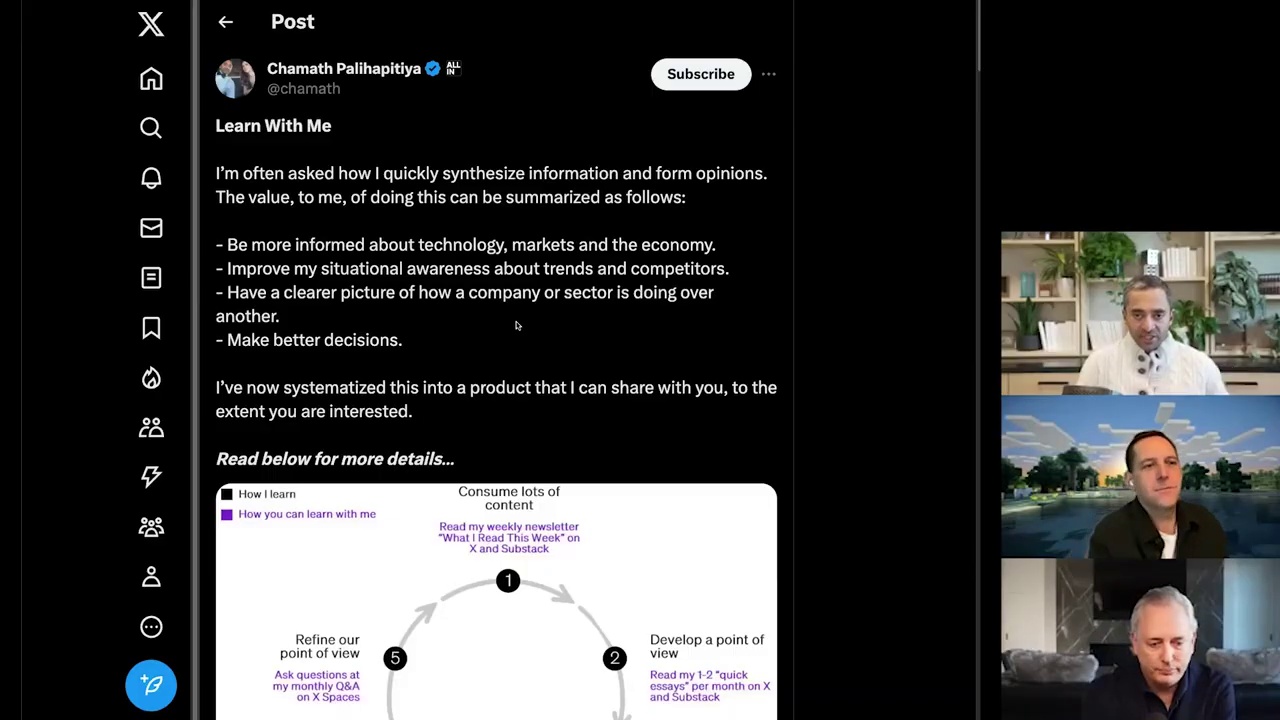 Post
Chamath Palihapitiya
ALL
IN
@chamath
Subscribe
Learn With Me
I’m often asked how I quickly synthesize information and form opinions.
The value, to me, of doing this can be summarized as follows:
- Be more informed about technology, markets and the economy.
- Improve my situational awareness about trends and competitors.
- Have a clearer picture of how a company or sector is doing over
another.
- Make better decisions.
I’ve now systematized this into a product that I can share with you, to the
extent you are interested.
Read below for more details...
How I learn
How you can learn with me
Consume lots of
content
Read my weekly newsletter
"What I Read This Week" on
X and Substack
1
Refine our
point of view
5
Ask questions at
my monthly Q&A
on X Spaces
2
Develop a point of
view
Read my 1-2 "quick
essays" per month on X
and Substack